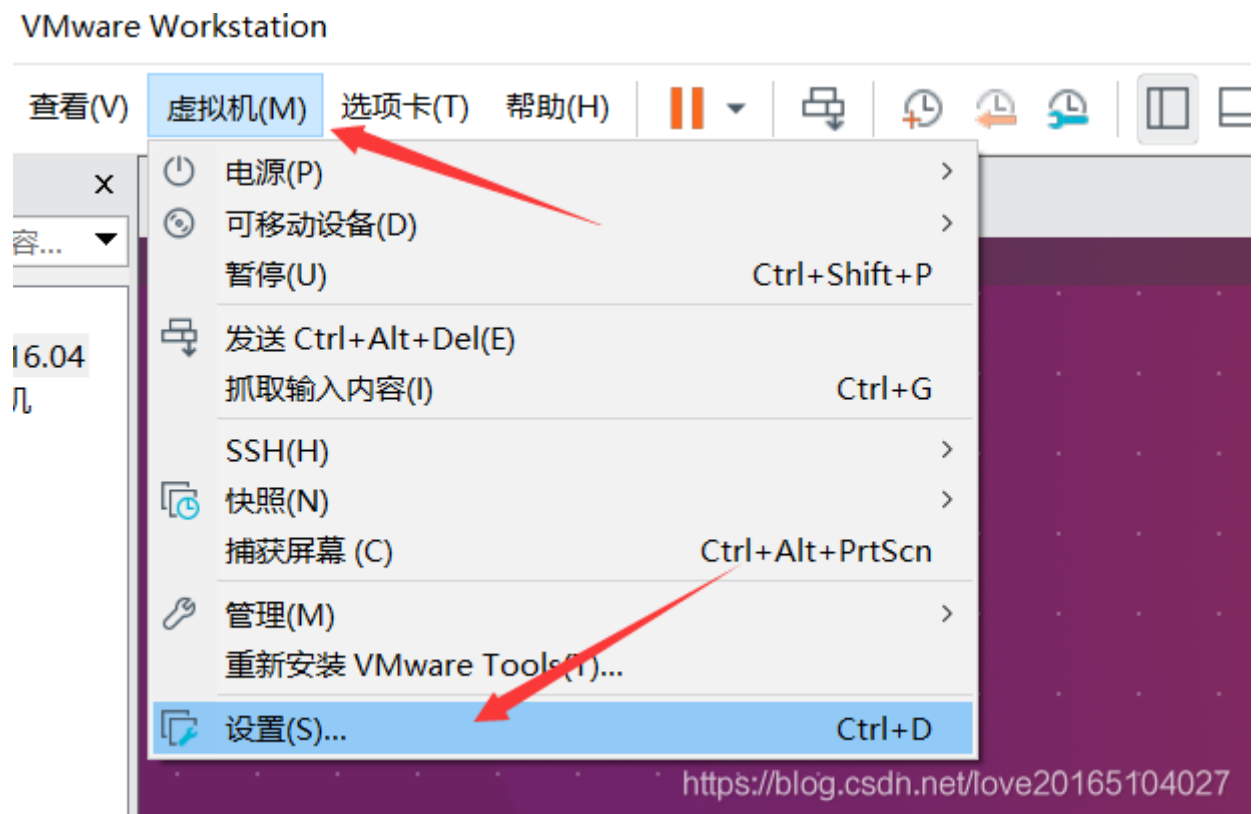 VMware Workstation
查看(V) 虚拟机(M) 选项卡(T) 帮助(H)
电源(P)
容...
可移动设备(D)
暂停(U) Ctrl+Shift+P
发送 Ctrl+Alt+Del(E)
16.04
抓取输入内容(I) Ctrl+G
机
SSH(H)
快照(N)
捕获屏幕 (C) Ctrl+Alt+PrtScn
管理(M)
重新安装 VMware Tools(T)...
设置(S)... Ctrl+D
https://blog.csdn.net/love20165104027